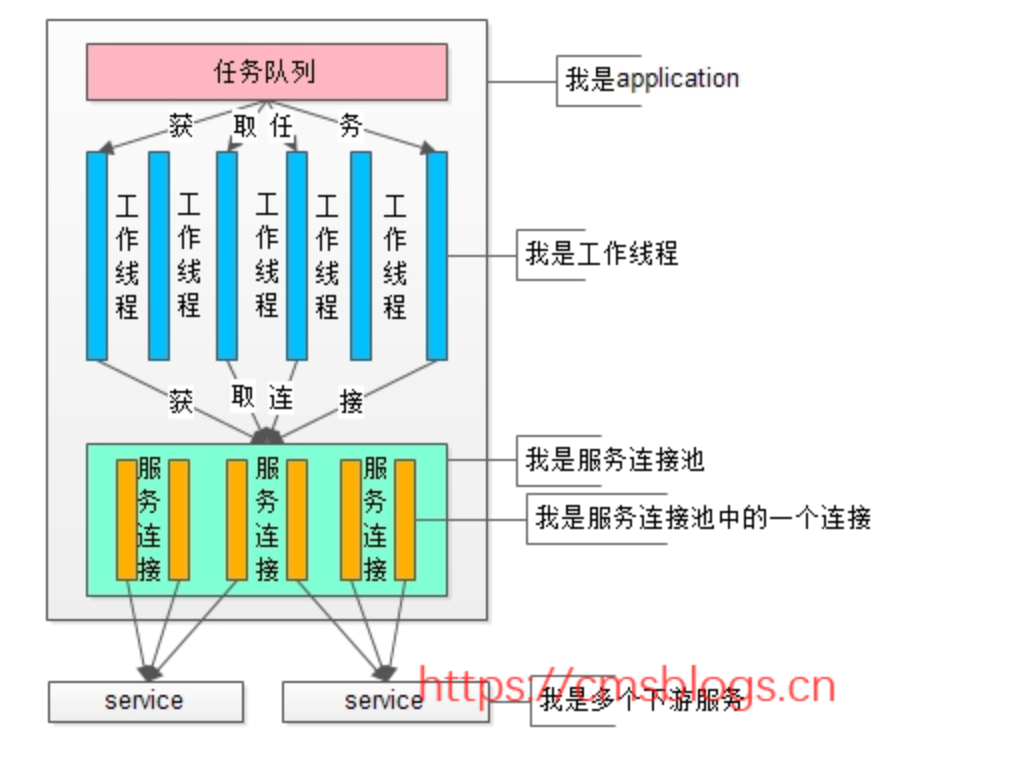 任务队列
我是application
获 取 任 务
工作线程
工作线程
工作线程
工作线程
工作线程
我是工作线程
获 取 连 接
服务连接
服务连接
服务连接
我是服务连接池
我是服务连接池中的一个连接
service
service
我是多个下游服务
https://cmsblogs.cn